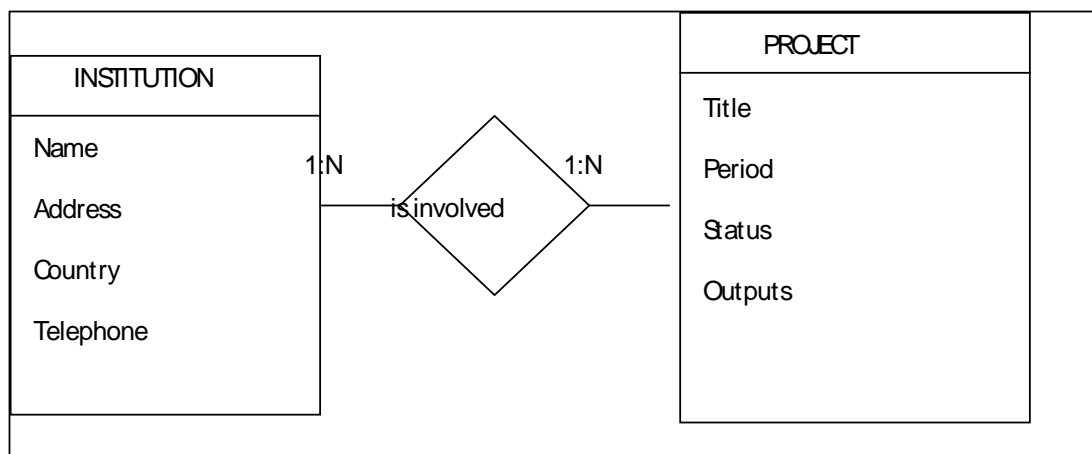 INSTITUTION
Name
Address
Country
Telephone
1:N
is involved
1:N
PROJECT
Title
Period
Status
Outputs